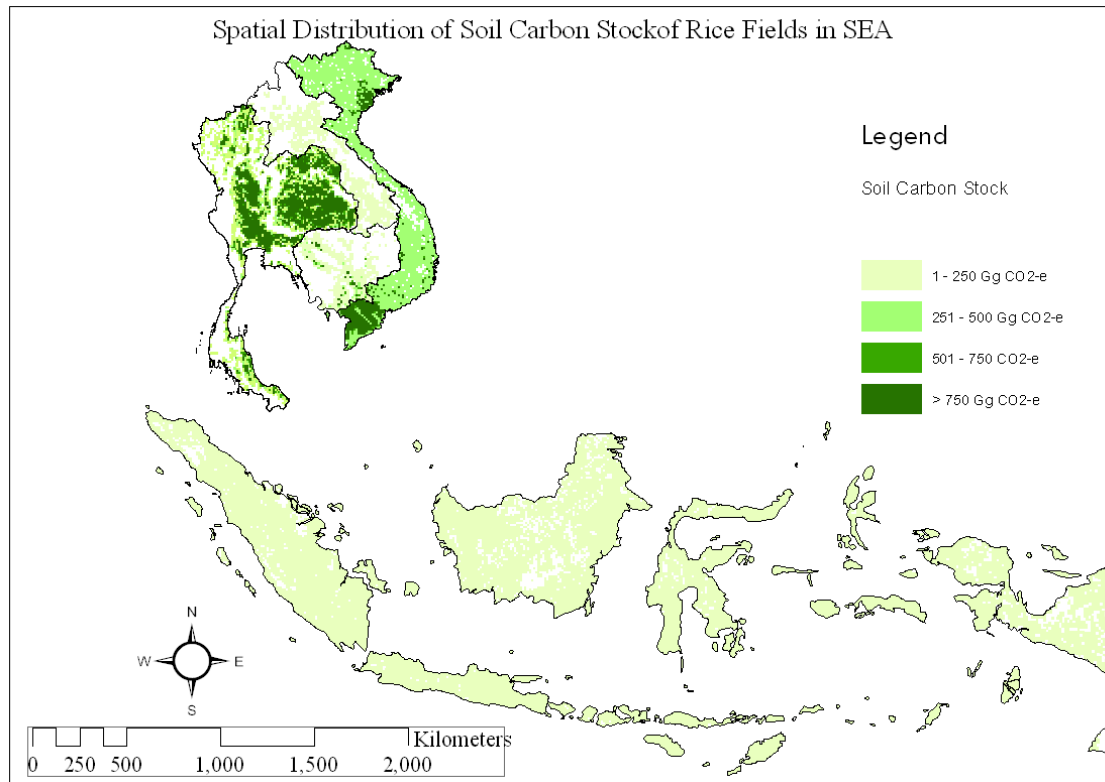 Spatial Distribution of Soil Carbon Stockof Rice Fields in SEA
Legend
Soil Carbon Stock
1 - 250 Gg CO2-e
251 - 500 Gg CO2-e
501 - 750 Gg CO2-e
> 750 Gg CO2-e
N
W E
S
Kilometers
0 250 500 1,000 1,500 2,000